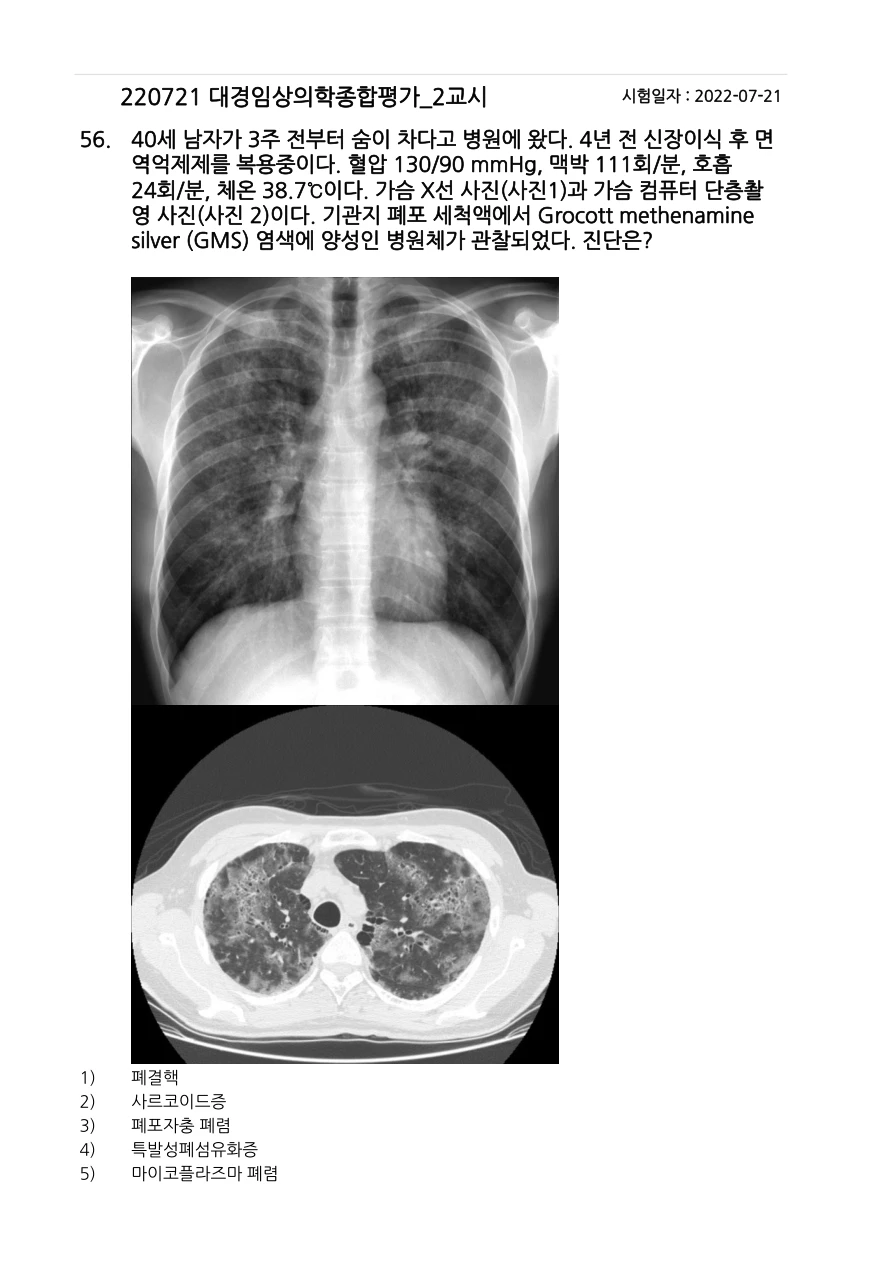 220721 대경임상의학종합평가_2교시
시험일자 : 2022-07-21
56. 40세 남자가 3주 전부터 숨이 차다고 병원에 왔다. 4년 전 신장이식 후 면
역억제제를 복용중이다. 혈압 130/90 mmHg, 맥박 111회/분, 호흡
24회/분, 체온 38.7℃이다. 가슴 X선 사진(사진1)과 가슴 컴퓨터 단층촬
영 사진(사진 2)이다. 기관지 폐포 세척액에서 Grocott methenamine
silver (GMS) 염색에 양성인 병원체가 관찰되었다. 진단은?
1) 폐결핵
2) 사르코이드증
3) 폐포자충 폐렴
4) 특발성폐섬유화증
5) 마이코플라즈마 폐렴